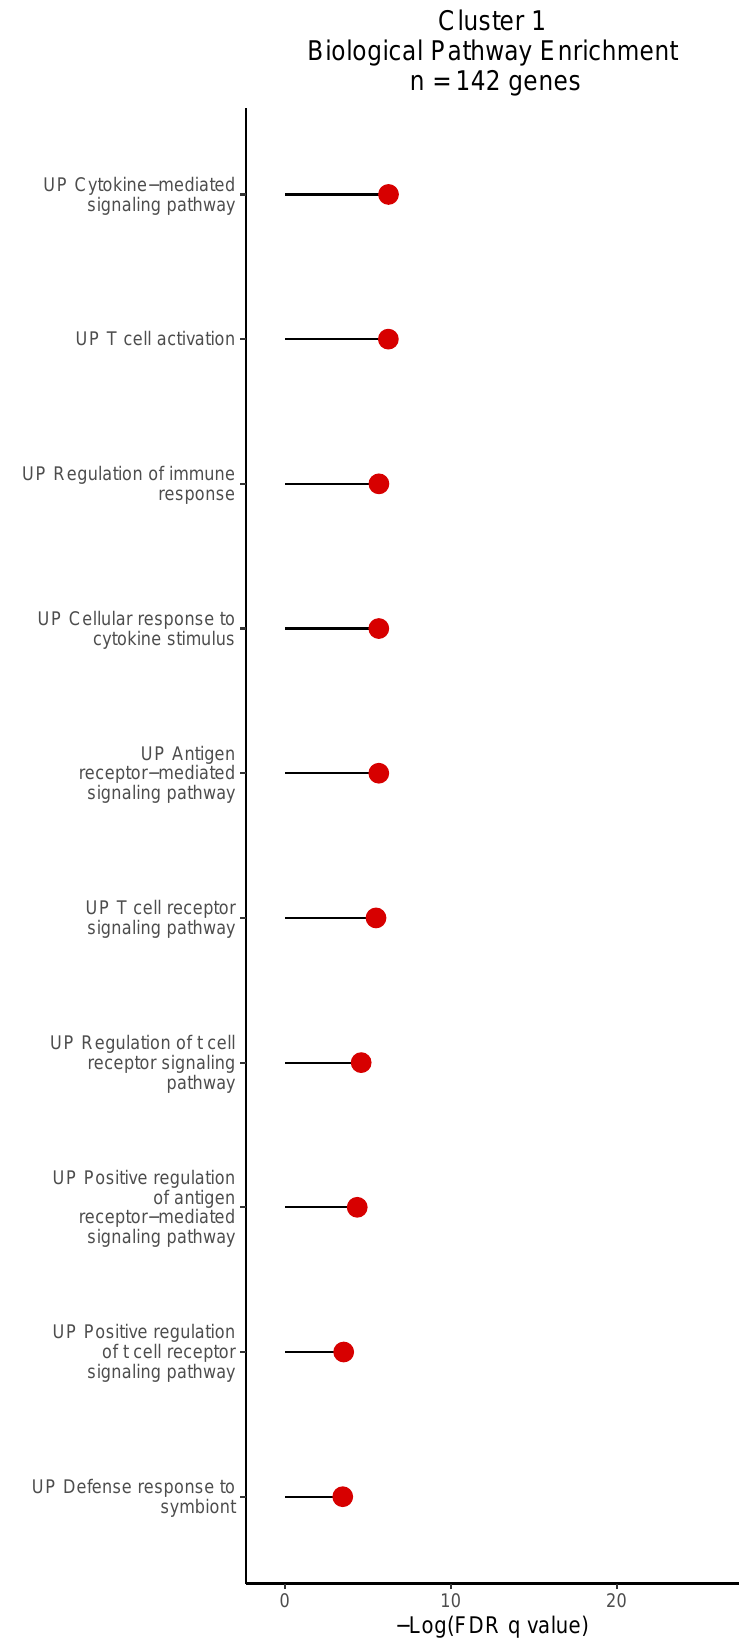 Cluster 1
Biological Pathway Enrichment
n = 142 genes
UP Cytokine−mediated
signaling pathway
UP T cell activation
UP Regulation of immune
response
UP Cellular response to
cytokine stimulus
UP Antigen
receptor−mediated
signaling pathway
UP T cell receptor
signaling pathway
UP Regulation of t cell
receptor signaling
pathway
UP Positive regulation
of antigen
receptor−mediated
signaling pathway
UP Positive regulation
of t cell receptor
signaling pathway
UP Defense response to
symbiont
0 10 20
−Log(FDR q value)